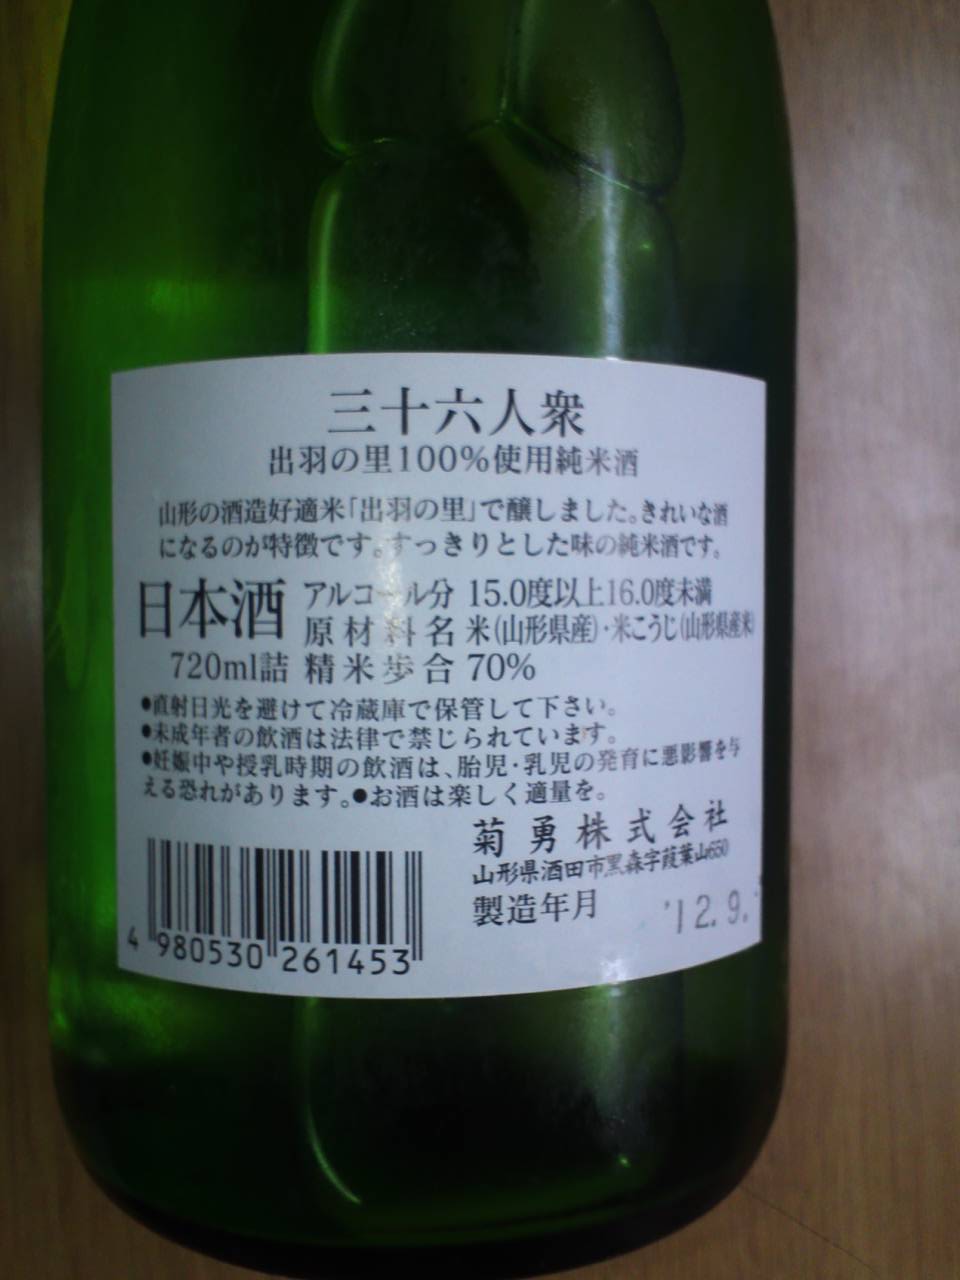 三十六人衆
出羽の里100%使用純米酒
山形の酒造好適米「出羽の里」で醸しました。きれいな酒
になるのが特徴です。すっきりとした味の純米酒です。
日本酒 アルコール分 15.0度以上16.0度未満
原材料名 米(山形県産)・米こうじ(山形県産米)
720ml詰 精米歩合 70%
●直射日光を避けて冷蔵庫で保管して下さい。
●未成年者の飲酒は法律で禁じられています。
●妊娠中や授乳時期の飲酒は、胎児・乳児の発育に悪影響を与
える恐れがあります。●お酒は楽しく適量を。
菊勇株式会社
山形県酒田市黒森字葭葉山650
製造年月 '12.9.
4 980530 261453